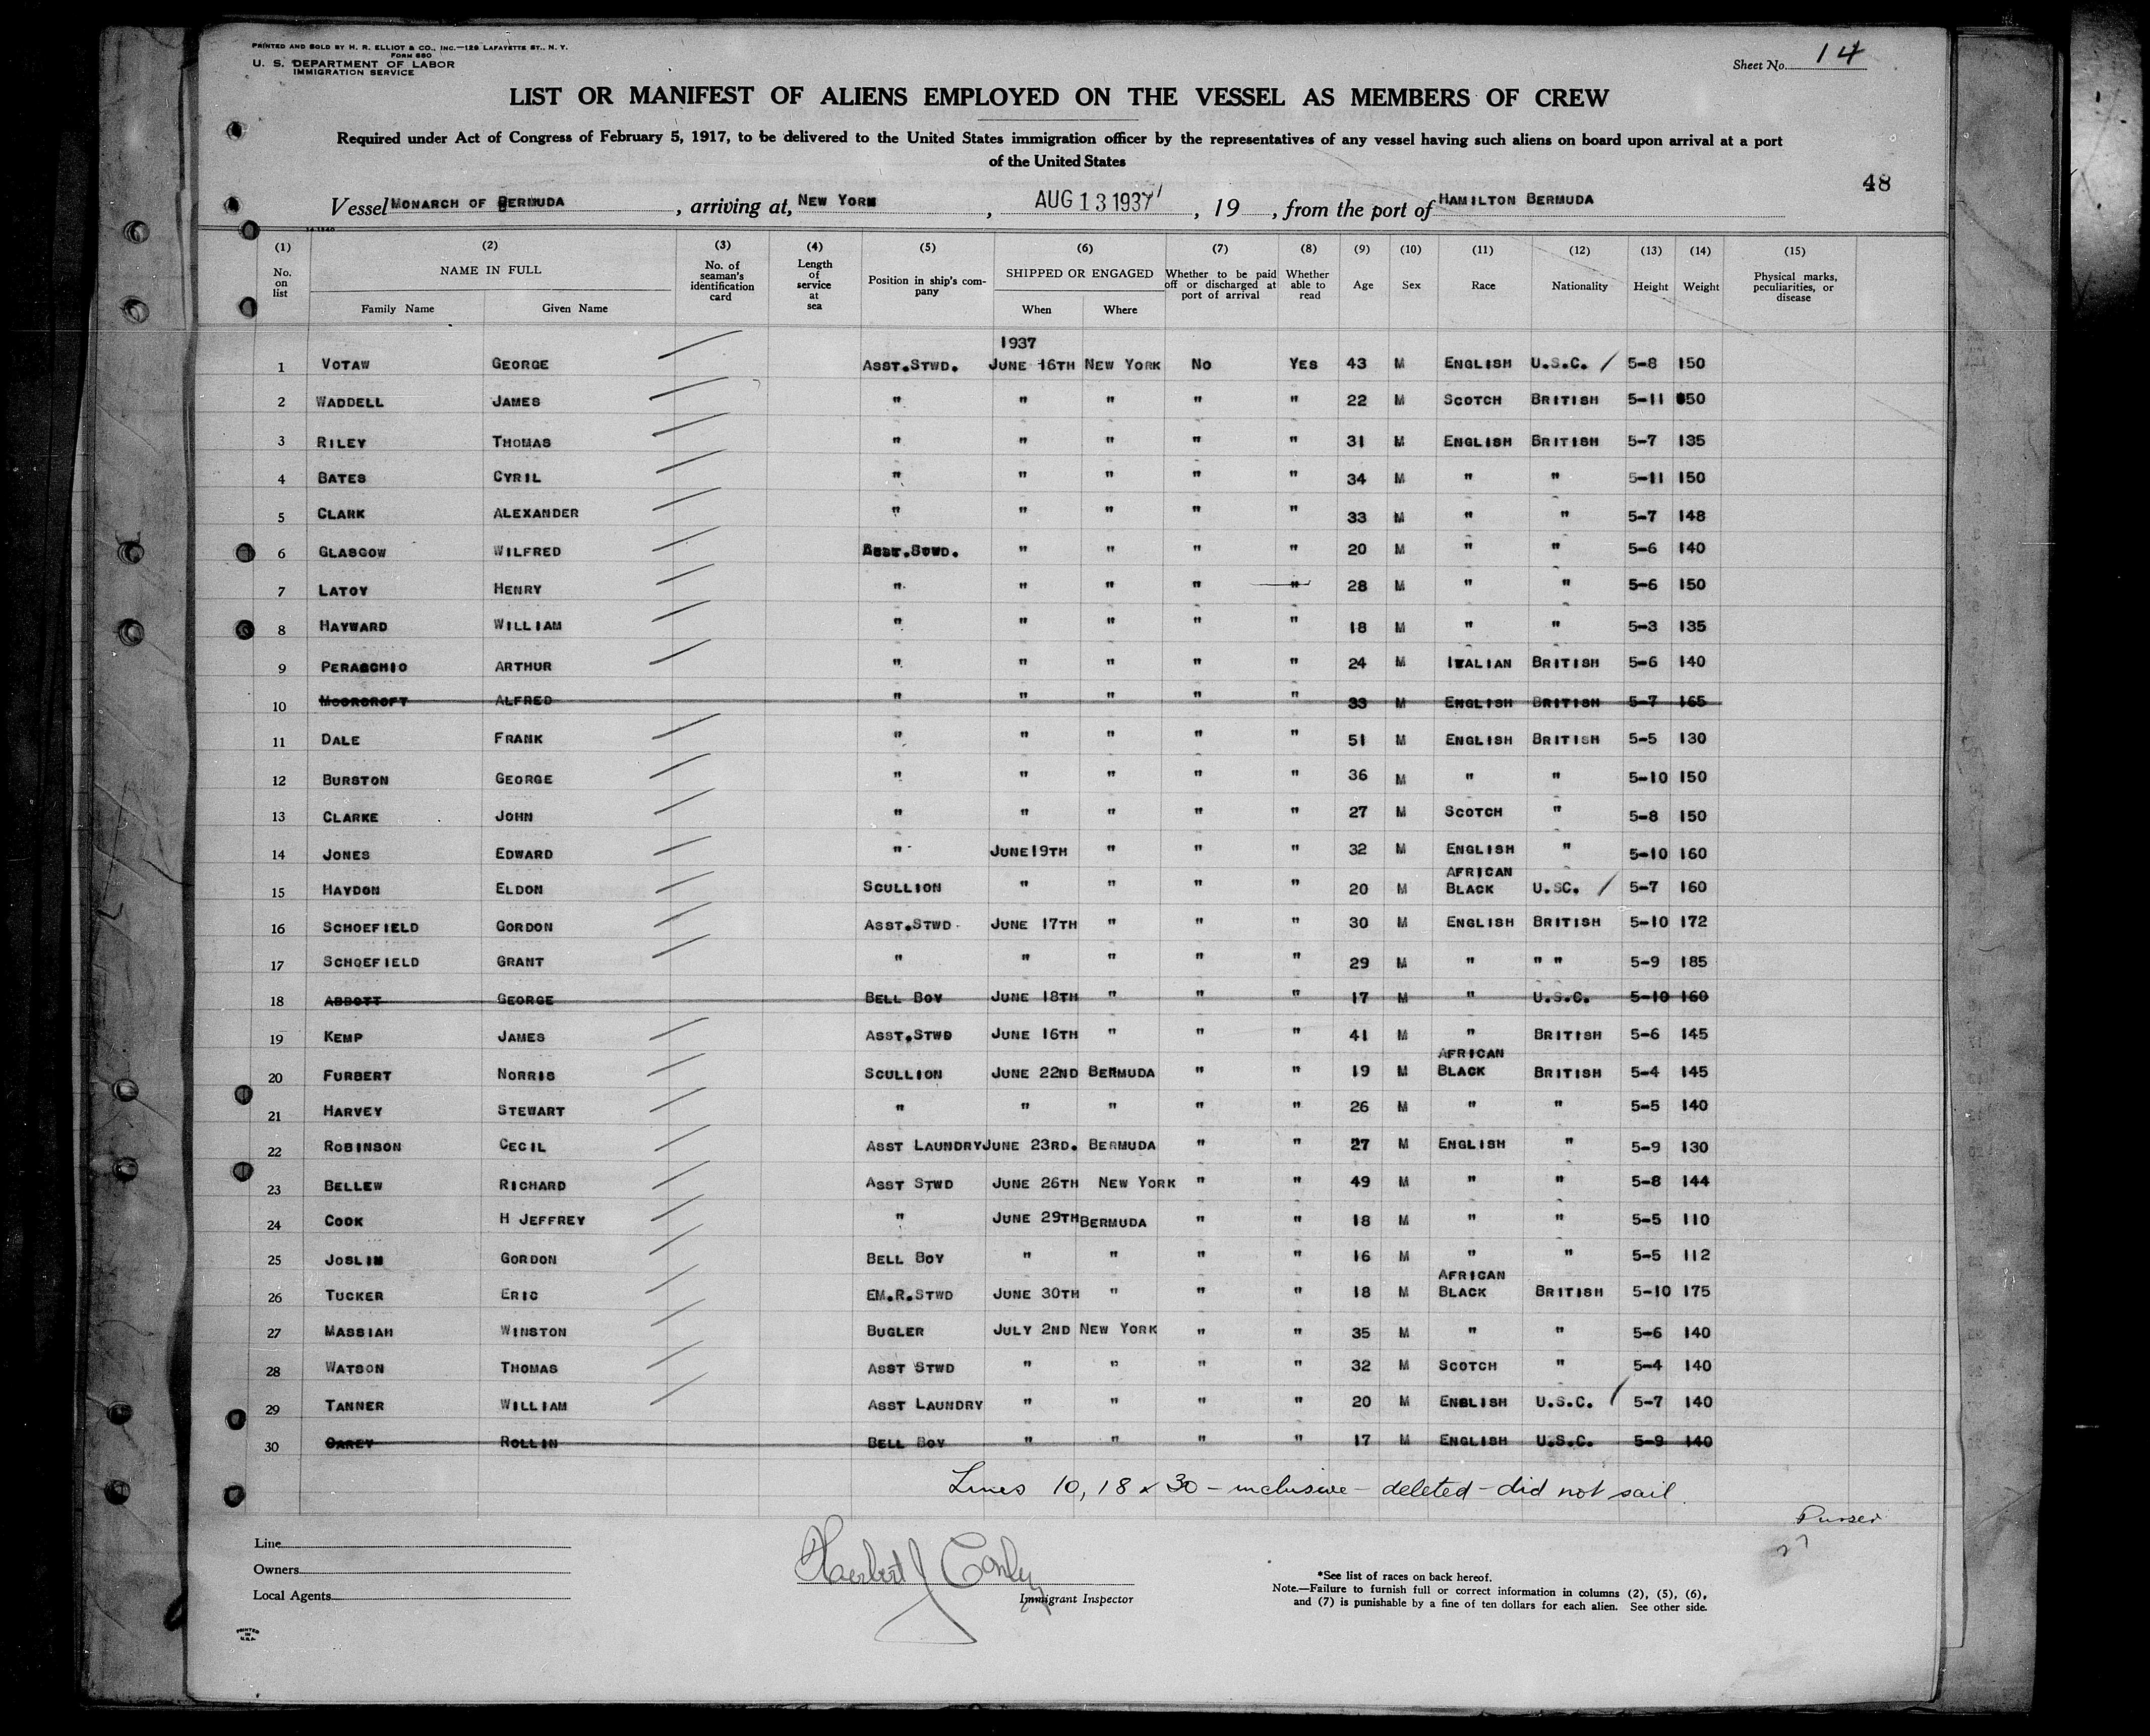 PRINTED AND SOLD BY H. R. ELLIOT & CO., INC.—129 LAFAYETTE ST., N. Y.
FORM 680
U. S. DEPARTMENT OF LABOR
IMMIGRATION SERVICE
Sheet No. 14
LIST OR MANIFEST OF ALIENS EMPLOYED ON THE VESSEL AS MEMBERS OF CREW
Required under Act of Congress of February 5, 1917, to be delivered to the United States immigration officer by the representatives of any vessel having such aliens on board upon arrival at a port
of the United States
48
Vessel MONARCH OF BERMUDA, arriving at, NEW YORK, AUG 13 1937, 19 , from the port of HAMILTON BERMUDA
(1) (2) (3) (4) (5) (6) (7) (8) (9) (10) (11) (12) (13) (14) (15)
No. on list NAME IN FULL Family Name Given Name No. of seaman's identification card Length of service at sea Position in ship's company SHIPPED OR ENGAGED When Where Whether to be paid off or discharged at port of arrival Whether able to read Age Sex Race Nationality Height Weight Physical marks, peculiarities, or disease
1937
1 VOTAW GEORGE ASST.STWD. JUNE 16TH NEW YORK NO YES 43 M ENGLISH U.S.C. / 5-8 150
2 WADDELL JAMES " " " " " 22 M SCOTCH BRITISH 5-11 50
3 RILEY THOMAS " " " " " 31 M ENGLISH BRITISH 5-7 135
4 BATES CYRIL " " " " " 34 M " " 5-11 150
5 CLARK ALEXANDER " " " " " 33 M " " 5-7 148
6 GLASGOW WILFRED ASST.STWD. " " " " 20 M " " 5-6 140
7 LATOY HENRY " " " " " 28 M " " 5-6 150
8 HAYWARD WILLIAM " " " " " 18 M " " 5-3 135
9 PERAGCHIO ARTHUR " " " " " 24 M ITALIAN BRITISH 5-6 140
10 MOORCROFT ALFRED " " " " " 33 M ENGLISH BRITISH 5-7 165
11 DALE FRANK " " " " " 51 M ENGLISH BRITISH 5-5 130
12 BURSTON GEORGE " " " " " 36 M " " 5-10 150
13 CLARKE JOHN " " " " " 27 M SCOTCH " 5-8 150
14 JONES EDWARD " JUNE19TH " " " 32 M ENGLISH " 5-10 160
AFRICAN
15 HAYDON ELDON SCULLION " " " " 20 M BLACK U.SC. / 5-7 160
16 SCHOEFIELD GORDON ASST.STWD JUNE 17TH " " " 30 M ENGLISH BRITISH 5-10 172
17 SCHOEFIELD GRANT " " " " " 29 M " " " 5-9 185
18 ABBOTT GEORGE BELL BOY JUNE 18TH " " " 17 M " U.S.C. 5-10 160
19 KEMP JAMES ASST.STWD JUNE 16TH " " " 41 M " BRITISH 5-6 145
AFRICAN
20 FURBERT NORRIS SCULLION JUNE 22ND BERMUDA " " 19 M BLACK BRITISH 5-4 145
21 HARVEY STEWART " " " " " 26 M " " 5-5 140
22 ROBINSON CECIL ASST LAUNDRY JUNE 23RD. BERMUDA " " 27 M ENGLISH " 5-9 130
23 BELLEW RICHARD ASST STWD JUNE 26TH NEW YORK " " 49 M " " 5-8 144
24 COOK H JEFFREY " JUNE 29TH BERMUDA " " 18 M " " 5-5 110
25 JOSLIN GORDON BELL BOY " " " " 16 M " " 5-5 112
AFRICAN
26 TUCKER ERIC EM.R.STWD JUNE 30TH " " " 18 M BLACK BRITISH 5-10 175
27 MASSIAH WINSTON BUGLER JULY 2ND NEW YORK " " 35 M " " 5-6 140
28 WATSON THOMAS ASST STWD " " " " 32 M SCOTCH " 5-4 140
29 TANNER WILLIAM ASST LAUNDRY " " " " 20 M ENGLISH U.S.C. / 5-7 140
30 CAREY ROLLIN BELL BOY " " " " 17 M ENGLISH U.S.C. 5-9 140
Lines 10, 18 & 30 - inclusive - deleted - did not sail.
Purser
Line
Owners
Local Agents
Herbert J Conley
Immigrant Inspector
*See list of races on back hereof.
Note.—Failure to furnish full or correct information in columns (2), (5), (6),
and (7) is punishable by a fine of ten dollars for each alien. See other side.
PRINTED
IN
U.S.A.